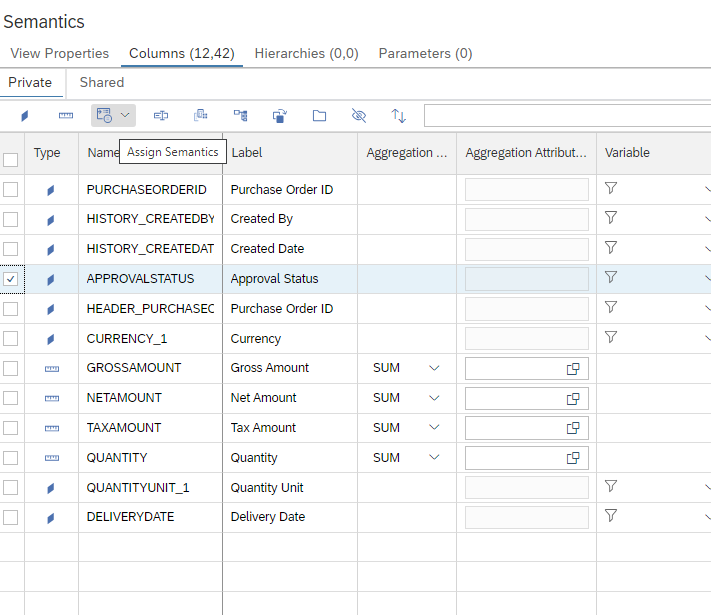 Semantics
View Properties Columns (12,42) Hierarchies (0,0) Parameters (0)
Private Shared
Assign Semantics
Type Name Label Aggregation ... Aggregation Attribut... Variable
PURCHASEORDERID Purchase Order ID
HISTORY_CREATEDBY Created By
HISTORY_CREATEDAT Created Date
APPROVALSTATUS Approval Status
HEADER_PURCHASEC Purchase Order ID
CURRENCY_1 Currency
GROSSAMOUNT Gross Amount SUM
NETAMOUNT Net Amount SUM
TAXAMOUNT Tax Amount SUM
QUANTITY Quantity SUM
QUANTITYUNIT_1 Quantity Unit
DELIVERYDATE Delivery Date